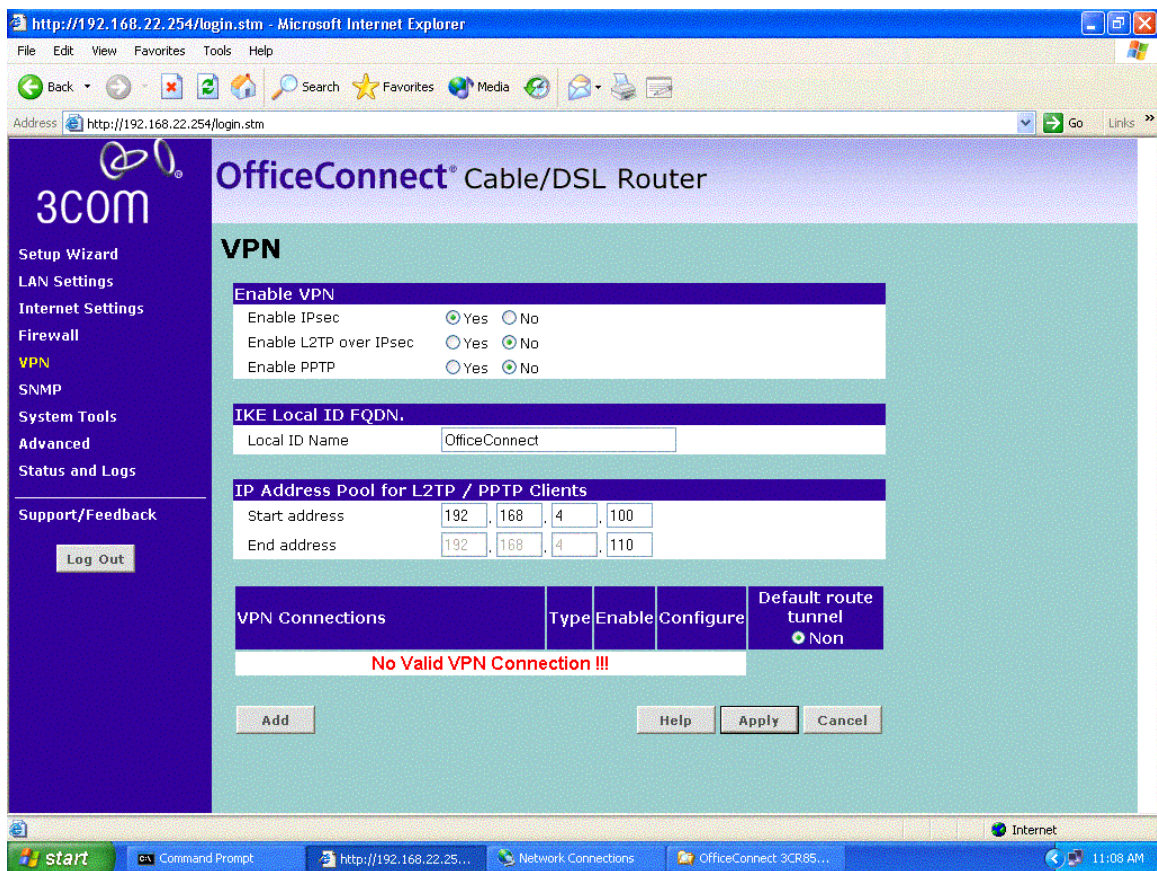 http://192.168.22.254/login.stm - Microsoft Internet Explorer
File Edit View Favorites Tools Help
Back Search Favorites Media
Address http://192.168.22.254/login.stm Go Links »
3COM
OfficeConnect® Cable/DSL Router
Setup Wizard
LAN Settings
Internet Settings
Firewall
VPN
SNMP
System Tools
Advanced
Status and Logs
Support/Feedback
Log Out
VPN
Enable VPN
Enable IPsec Yes No
Enable L2TP over IPsec Yes No
Enable PPTP Yes No
IKE Local ID FQDN.
Local ID Name OfficeConnect
IP Address Pool for L2TP / PPTP Clients
Start address 192 . 168 . 4 . 100
End address 192 . 168 . 4 . 110
VPN Connections Type Enable Configure Default route tunnel Non
No Valid VPN Connection !!!
Add Help Apply Cancel
Internet
start Command Prompt http://192.168.22.25... Network Connections OfficeConnect 3CR85... 11:08 AM